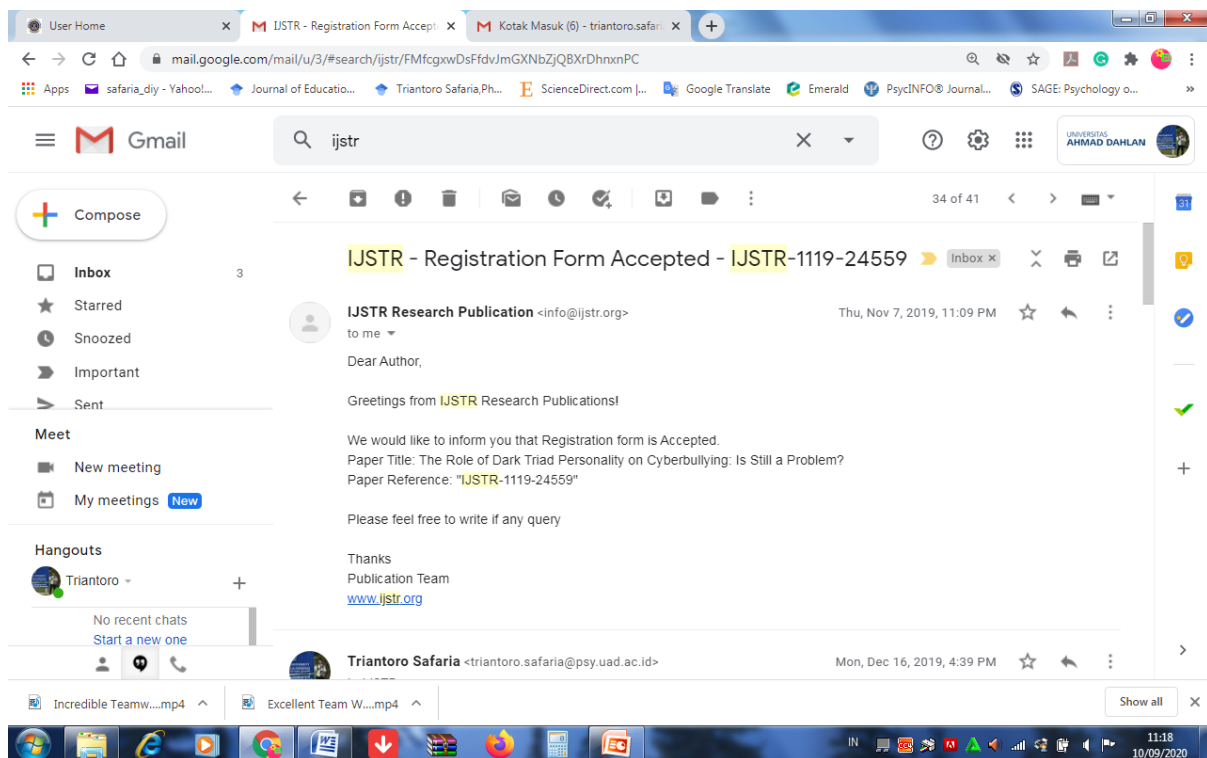 User Home
IJSTR - Registration Form Accept
Kotak Masuk (6) - triantoro.safari
mail.google.com/mail/u/3/#search/ijstr/FMfcgxwDsFfdvJmGXNbZjQBXrDhnxnPC
Apps safaria_diy - Yahoo!... Journal of Educatio... Triantoro Safaria,Ph... ScienceDirect.com |... Google Translate Emerald PsycINFO® Journal... SAGE: Psychology o... »
Gmail
ijstr
UNIVERSITAS
AHMAD DAHLAN
Compose
34 of 41
31
IJSTR - Registration Form Accepted - IJSTR-1119-24559 Inbox ×
Inbox 3
Starred
Snoozed
Important
Sent
IJSTR Research Publication <info@ijstr.org> Thu, Nov 7, 2019, 11:09 PM
to me
Dear Author,
Greetings from IJSTR Research Publications!
We would like to inform you that Registration form is Accepted.
Paper Title: The Role of Dark Triad Personality on Cyberbullying: Is Still a Problem?
Paper Reference: "IJSTR-1119-24559"
Please feel free to write if any query
Thanks
Publication Team
www.ijstr.org
Meet
New meeting
My meetings New
Hangouts
Triantoro
No recent chats
Start a new one
Triantoro Safaria <triantoro.safaria@psy.uad.ac.id> Mon, Dec 16, 2019, 4:39 PM
Incredible Teamw....mp4
Excellent Team W....mp4
Show all
IN
11:18
10/09/2020